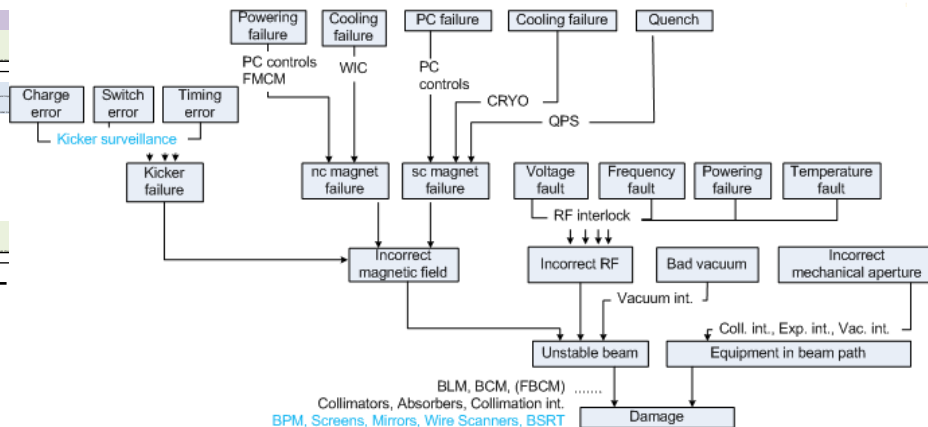 Powering
failure
Cooling
failure
PC failure
Cooling failure
Quench
PC controls
FMCM
WIC
PC
controls
CRYO
QPS
Charge
error
Switch
error
Timing
error
Kicker surveillance
Kicker
failure
nc magnet
failure
sc magnet
failure
Voltage
fault
Frequency
fault
Powering
failure
Temperature
fault
RF interlock
Incorrect
magnetic field
Incorrect RF
Bad vacuum
Incorrect
mechanical aperture
Vacuum int.
Coll. int., Exp. int., Vac. int.
Unstable beam
Equipment in beam path
BLM, BCM, (FBCM) .......
Collimators, Absorbers, Collimation int.
BPM, Screens, Mirrors, Wire Scanners, BSRT
Damage